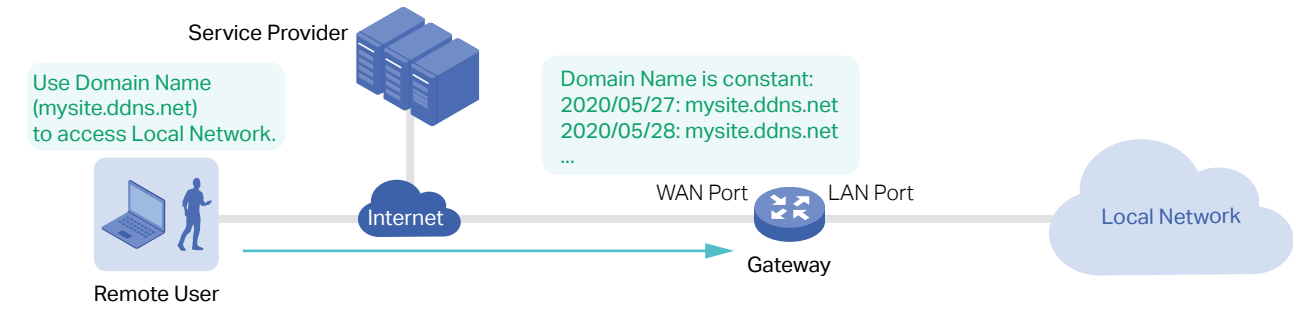 Service Provider
Use Domain Name
(mysite.ddns.net)
to access Local Network.
Domain Name is constant:
2020/05/27: mysite.ddns.net
2020/05/28: mysite.ddns.net
...
WAN Port
LAN Port
Internet
Local Network
Gateway
Remote User